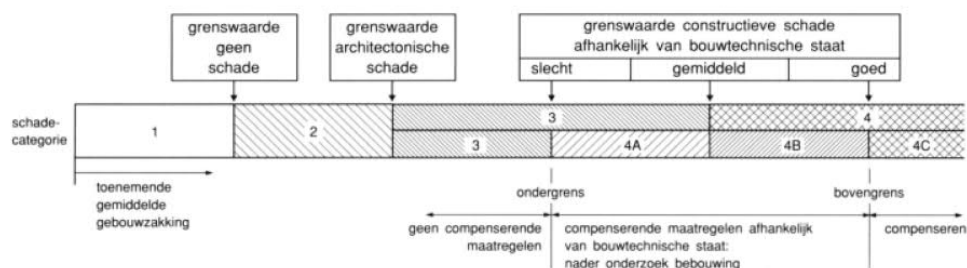 grenswaarde
geen
schade
grenswaarde
architectonische
schade
grenswaarde constructieve schade
afhankelijk van bouwtechnische staat
slecht
gemiddeld
goed
schade-
categorie
1
2
3
4
3
4A
4B
4C
toenemende
gemiddelde
gebouwzakking
ondergrens
bovengrens
geen compenserende
maatregelen
compenserende maatregelen afhankelijk
van bouwtechnische staat:
nader onderzoek bebouwing
compenseren